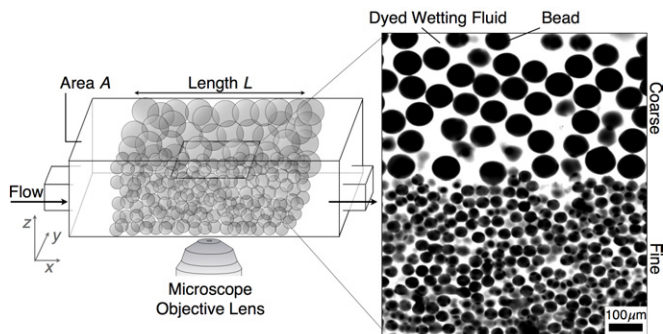 Dyed Wetting Fluid
Bead
Area A
Length L
Coarse
Flow
z
y
x
Fine
Microscope
Objective Lens
100μm